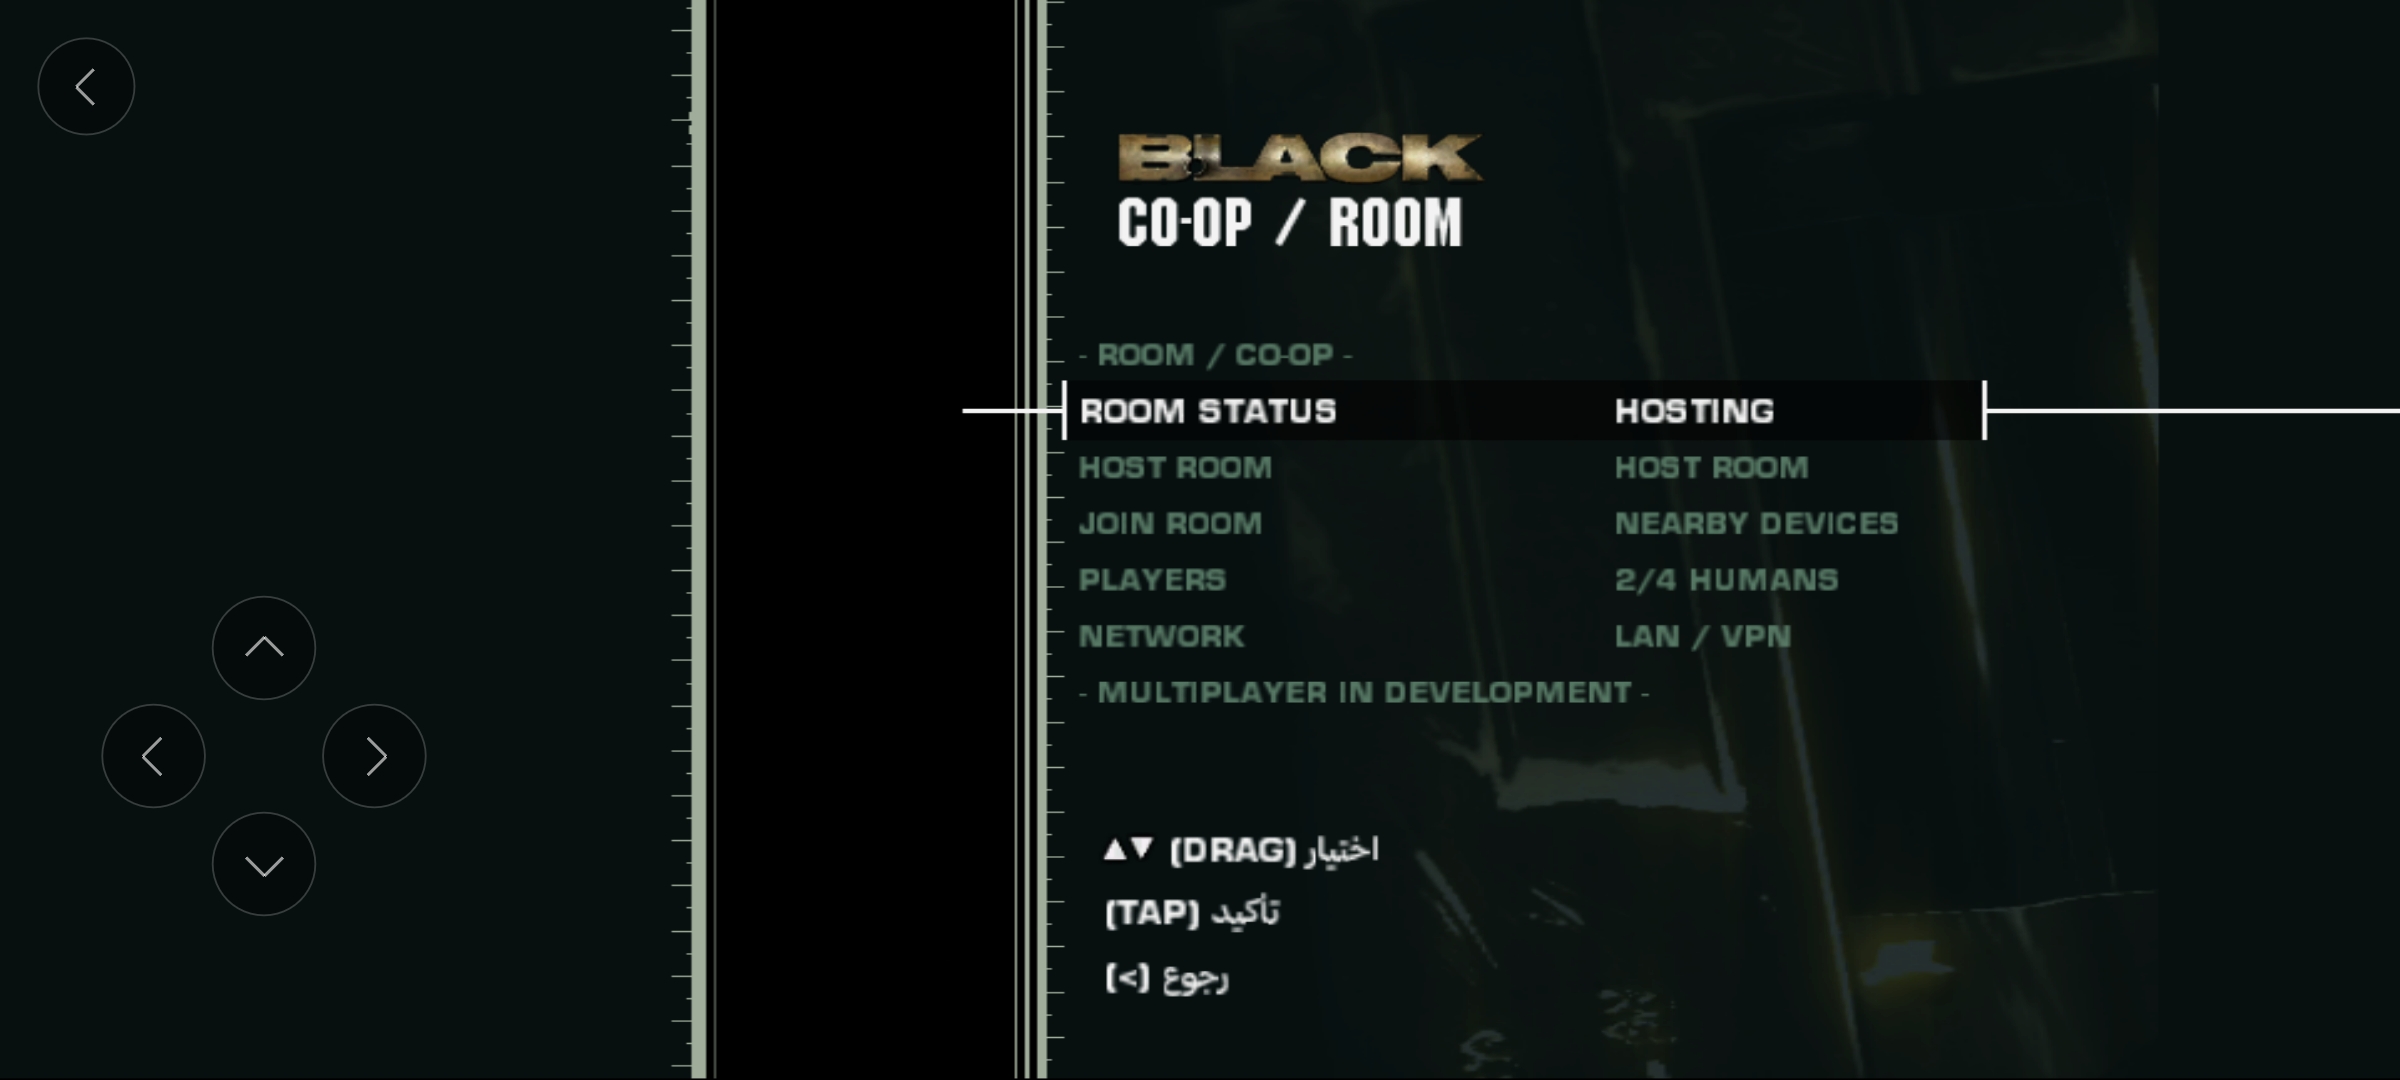 BLACK
CO-OP / ROOM
- ROOM / CO-OP -
ROOM STATUS HOSTING
HOST ROOM HOST ROOM
JOIN ROOM NEARBY DEVICES
PLAYERS 2/4 HUMANS
NETWORK LAN / VPN
- MULTIPLAYER IN DEVELOPMENT -
▲▼ (DRAG) اختيار
(TAP) تأكيد
(<) رجوع